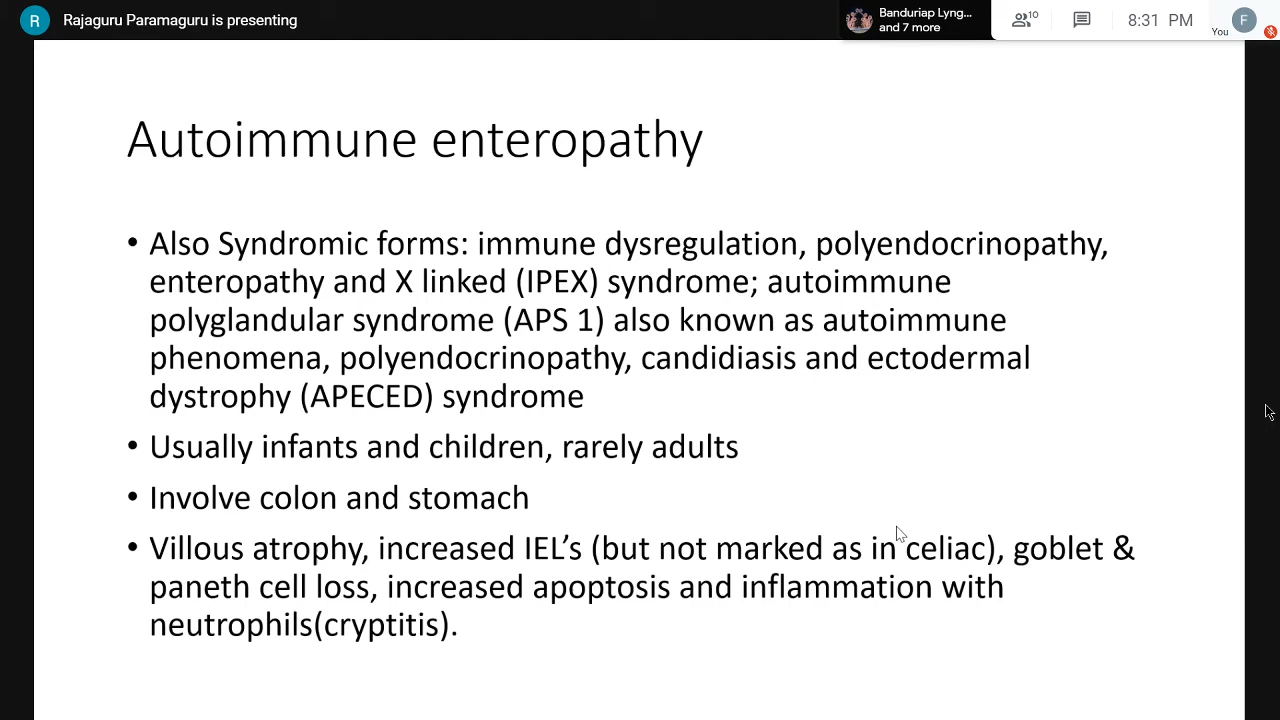 R Rajaguru Paramaguru is presenting
Banduriap Lyng...
and 7 more
10
8:31 PM
You
F
Autoimmune enteropathy
• Also Syndromic forms: immune dysregulation, polyendocrinopathy,
enteropathy and X linked (IPEX) syndrome; autoimmune
polyglandular syndrome (APS 1) also known as autoimmune
phenomena, polyendocrinopathy, candidiasis and ectodermal
dystrophy (APECED) syndrome
• Usually infants and children, rarely adults
• Involve colon and stomach
• Villous atrophy, increased IEL’s (but not marked as in celiac), goblet &
paneth cell loss, increased apoptosis and inflammation with
neutrophils(cryptitis).